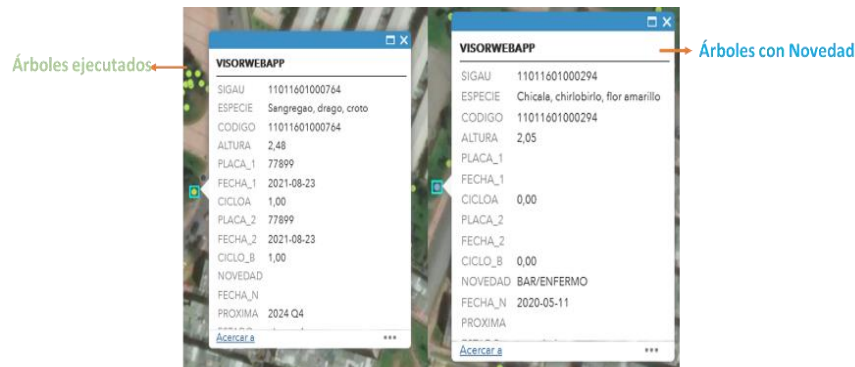 Árboles ejecutados
VISORWEBAPP
SIGAU 11011601000764
ESPECIE Sangregao, drago, croto
CODIGO 11011601000764
ALTURA 2,48
PLACA_1 77899
FECHA_1 2021-08-23
CICLOA 1,00
PLACA_2 77899
FECHA_2 2021-08-23
CICLO_B 1,00
NOVEDAD
FECHA_N
PROXIMA 2024 Q4
Acercar a
VISORWEBAPP
Árboles con Novedad
SIGAU 11011601000294
ESPECIE Chicala, chirlobirlo, flor amarillo
CODIGO 11011601000294
ALTURA 2,05
PLACA_1
FECHA_1
CICLOA 0,00
PLACA_2
FECHA_2
CICLO_B 0,00
NOVEDAD BAR/ENFERMO
FECHA_N 2020-05-11
PROXIMA
Acercar a